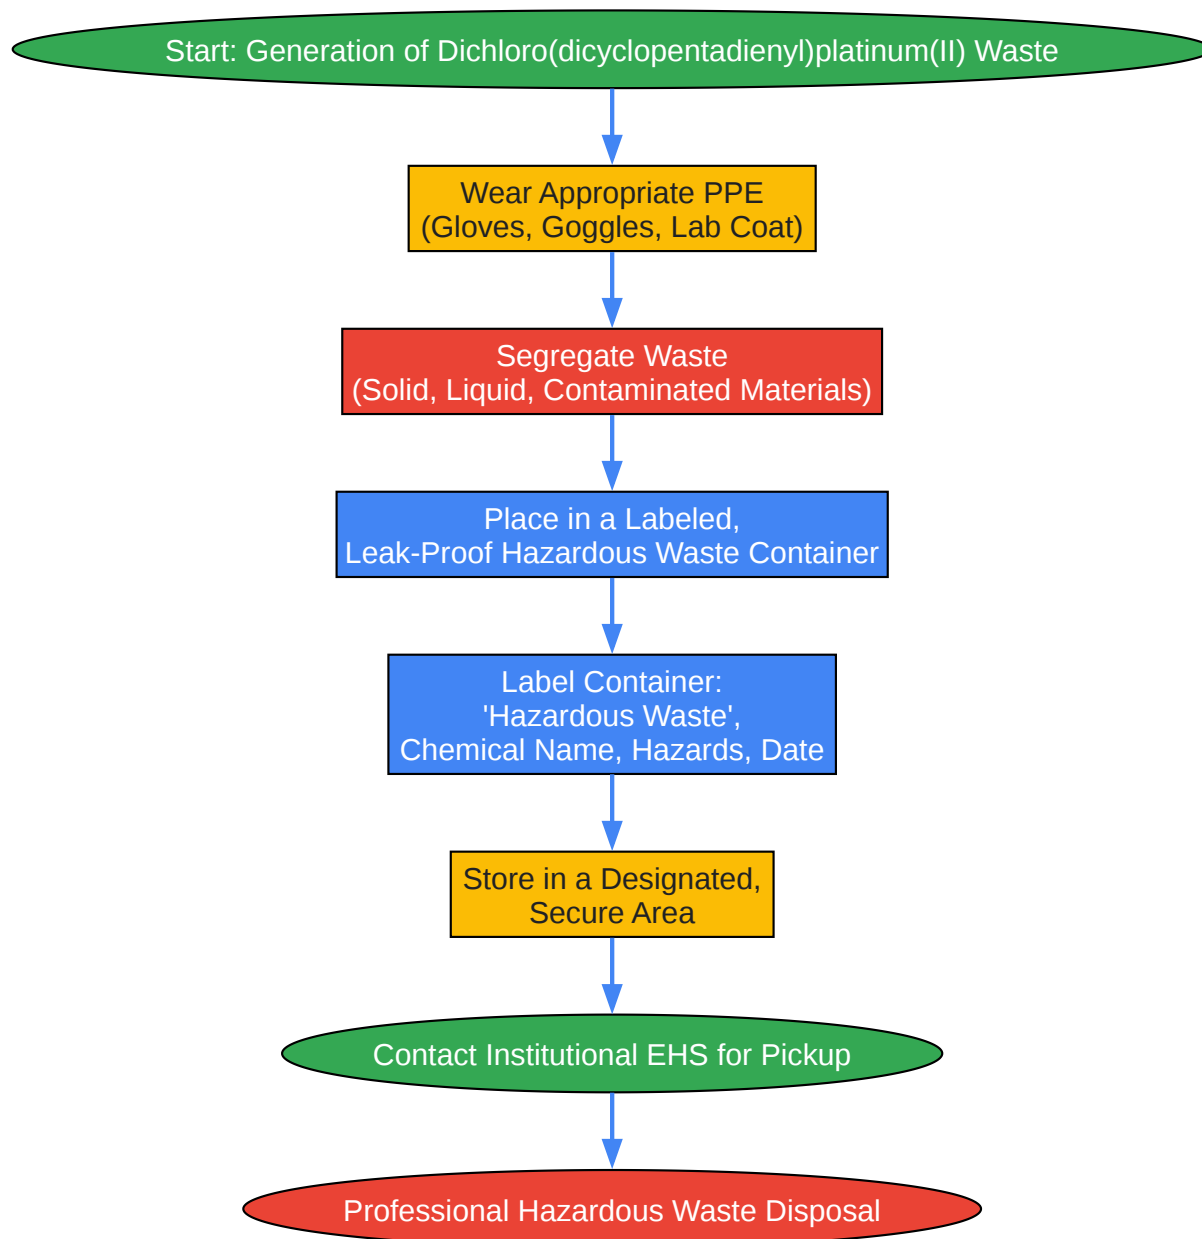 Start: Generation of Dichloro(dicyclopentadienyl)platinum(II) Waste
Wear Appropriate PPE
(Gloves, Goggles, Lab Coat)
Segregate Waste
(Solid, Liquid, Contaminated Materials)
Place in a Labeled,
Leak-Proof Hazardous Waste Container
Label Container:
'Hazardous Waste',
Chemical Name, Hazards, Date
Store in a Designated,
Secure Area
Contact Institutional EHS for Pickup
Professional Hazardous Waste Disposal